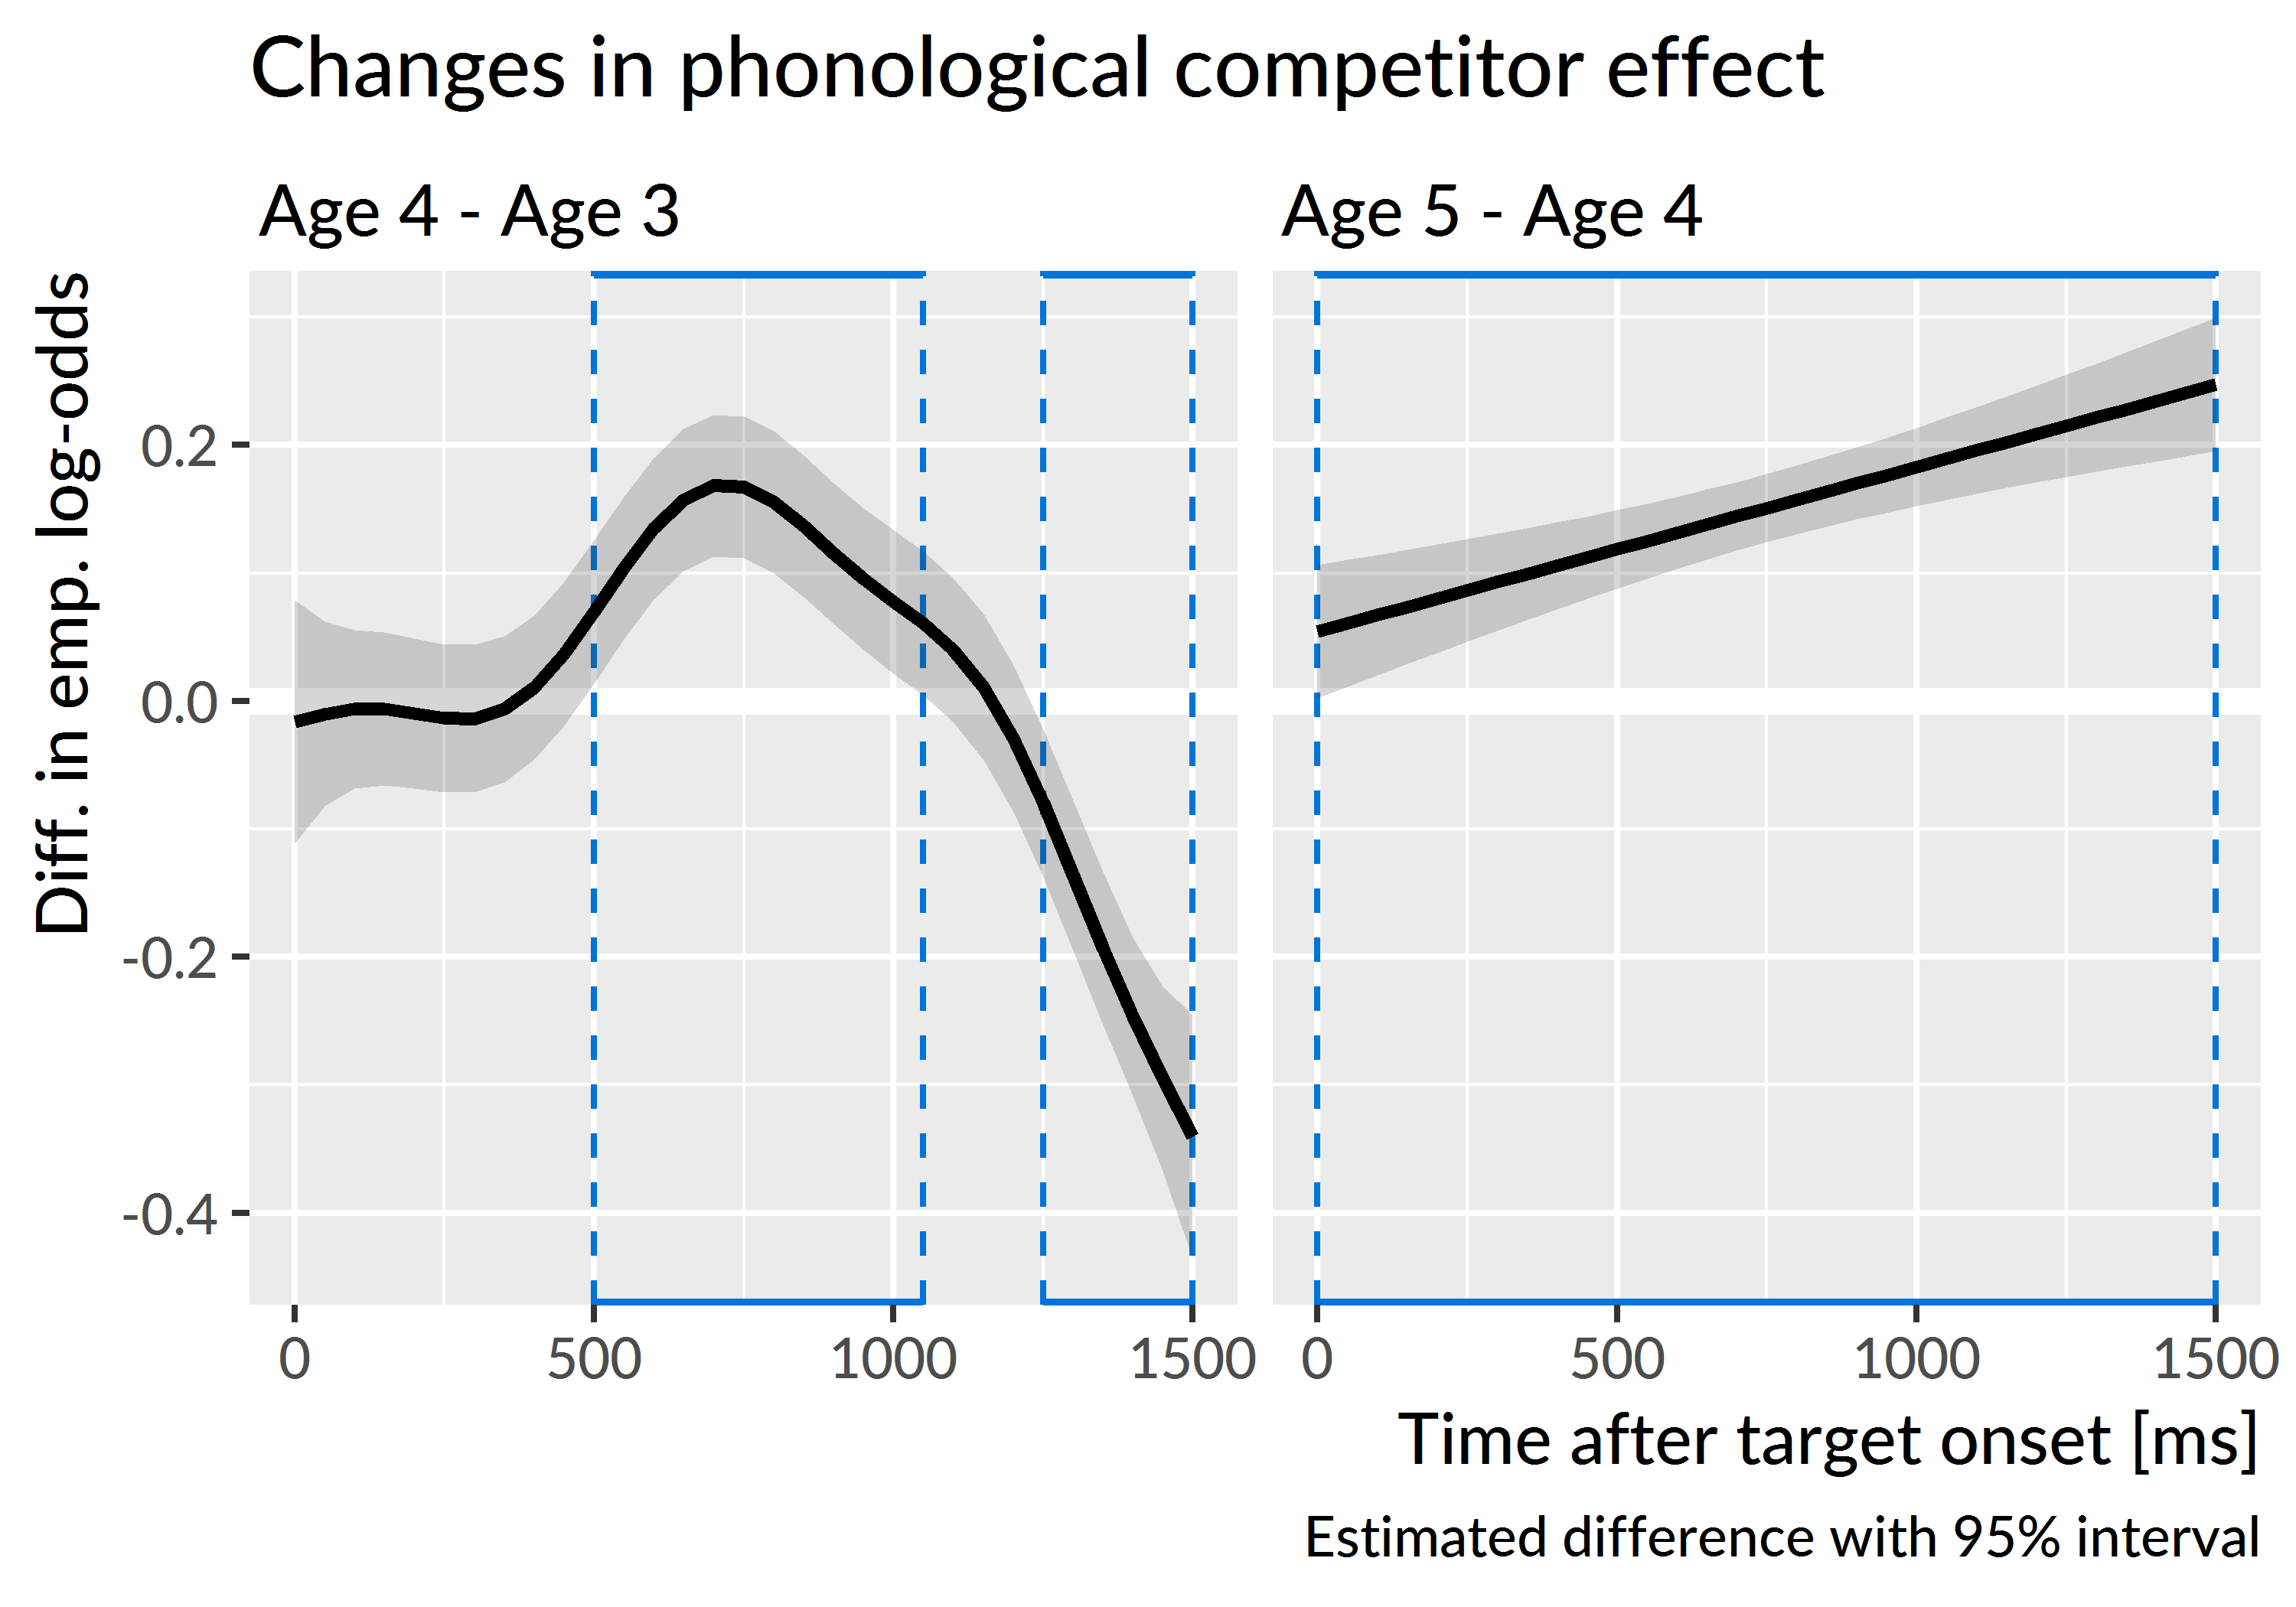 Changes in phonological competitor effect
Age 4 - Age 3
Age 5 - Age 4
Diff. in emp. log-odds
0.2
0.0
-0.2
-0.4
0 500 1000 1500 0 500 1000 1500
Time after target onset [ms]
Estimated difference with 95% interval